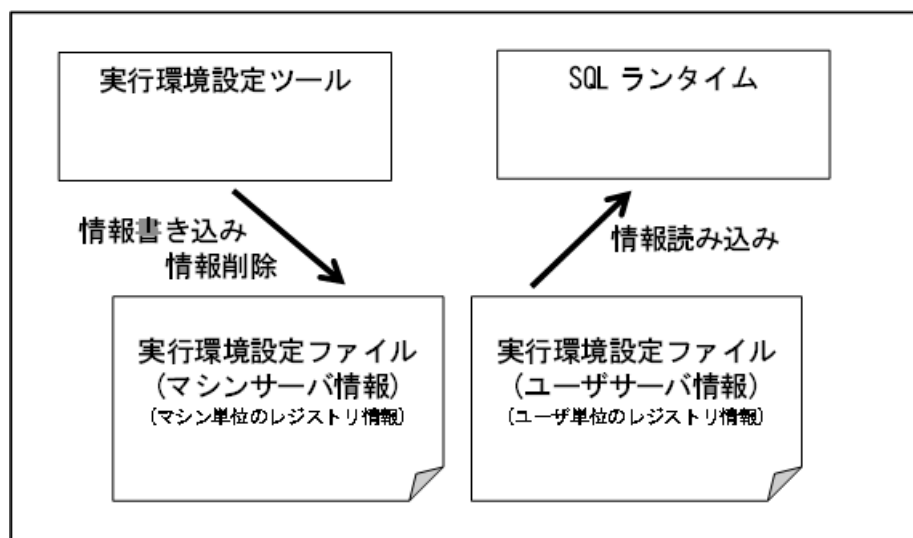 実行環境設定ツール
SQL ランタイム
情報書き込み
情報削除
情報読み込み
実行環境設定ファイル
(マシンサーバ情報)
(マシン単位のレジストリ情報)
実行環境設定ファイル
(ユーザサーバ情報)
(ユーザ単位のレジストリ情報)